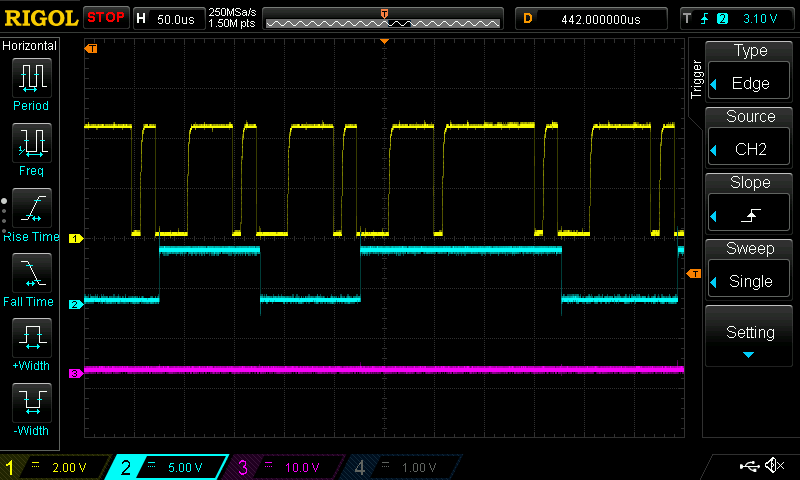 RIGOL STOP H 50.0us 250MSa/s 1.50M pts D 442.000000us T 2 3.10 V
Horizontal
Period
Freq
Rise Time
Fall Time
+Width
-Width
T
T
1
2
3
T
Trigger
Type
Edge
Source
CH2
Slope
Sweep
Single
Setting
1 2.00 V 2 5.00 V 3 10.0 V 4 1.00 V